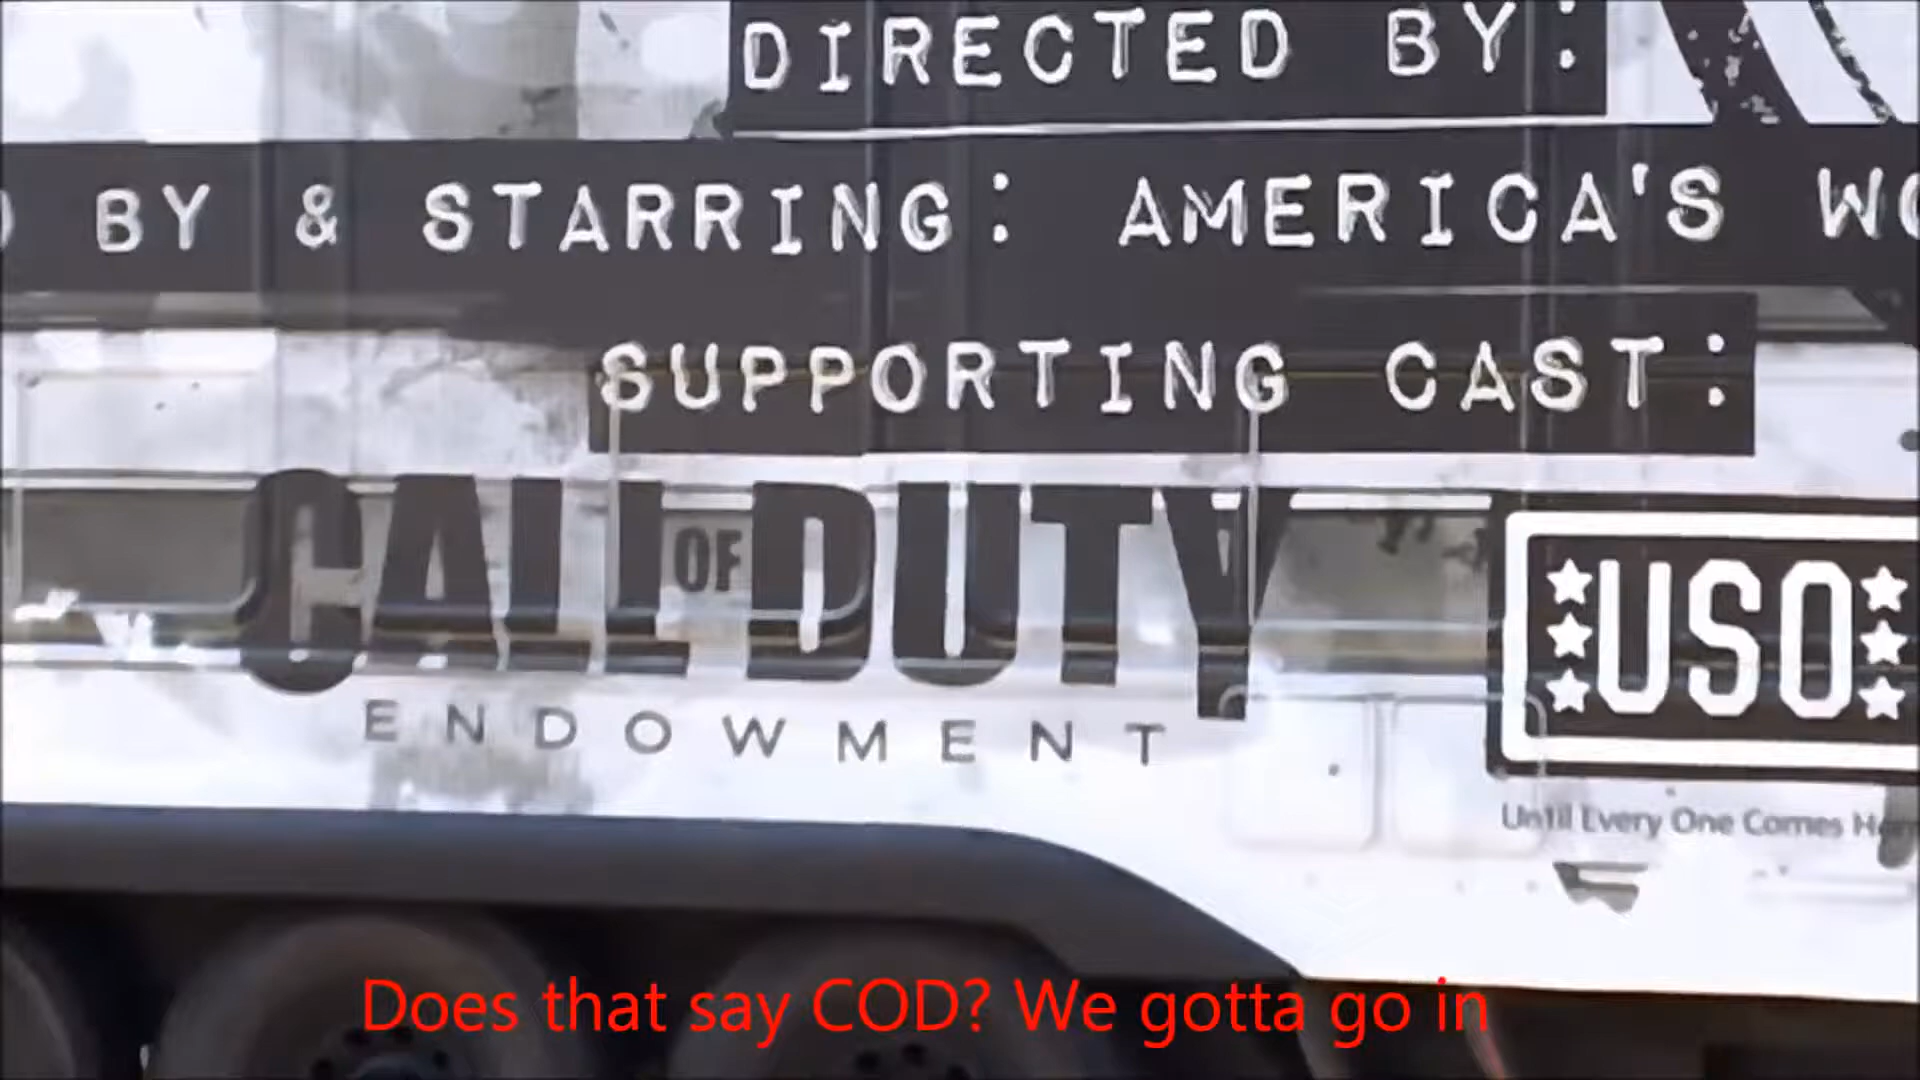 DIRECTED BY:
BY & STARRING: AMERICA'S
SUPPORTING CAST:
CALL OF DUTY
ENDOWMENT
USO
Until Every One Comes
Does that say COD? We gotta go in